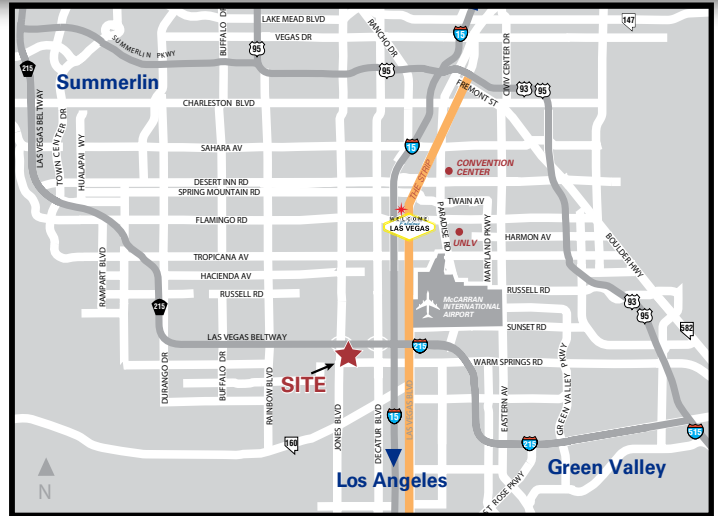 LAKE MEAD BLVD
VEGAS DR
SUMMERLIN PKWY
BUFFALO DR
RANCHO DR
CIVIC CENTER DR
147
15
95
95
93
95
215
Summerlin
FREMONT ST
CHARLESTON BLVD
LAS VEGAS BELTWAY
TOWN CENTER DR
HUALAPAI WY
SAHARA AV
15
THE STRIP
CONVENTION
CENTER
DESERT INN RD
SPRING MOUNTAIN RD
TWAIN AV
FLAMINGO RD
WELCOME
LAS VEGAS
PARADISE RD
UNLV
MARYLAND PKWY
HARMON AV
BOULDER HWY
TROPICANA AV
RAMPART BLVD
HACIENDA AV
RUSSELL RD
McCARRAN
INTERNATIONAL
AIRPORT
RUSSELL RD
93
95
215
582
SUNSET RD
LAS VEGAS BELTWAY
215
WARM SPRINGS RD
SITE
DURANGO DR
BUFFALO DR
RAINBOW BLVD
JONES BLVD
DECATUR BLVD
LAS VEGAS BLVD
EASTERN AV
GREEN VALLEY PKWY
15
160
215
515
Los Angeles
Green Valley
ST ROSE PKWY
N